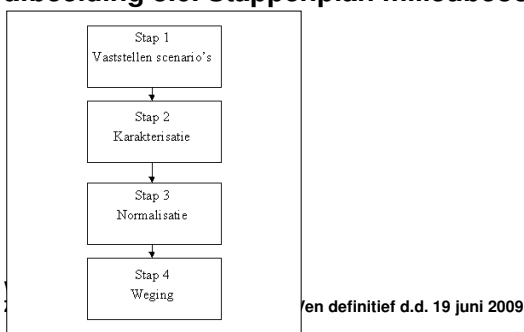 Stap 1
Vaststellen scenario's
Stap 2
Karakterisatie
Stap 3
Normalisatie
Stap 4
Weging
en definitief d.d. 19 juni 2009